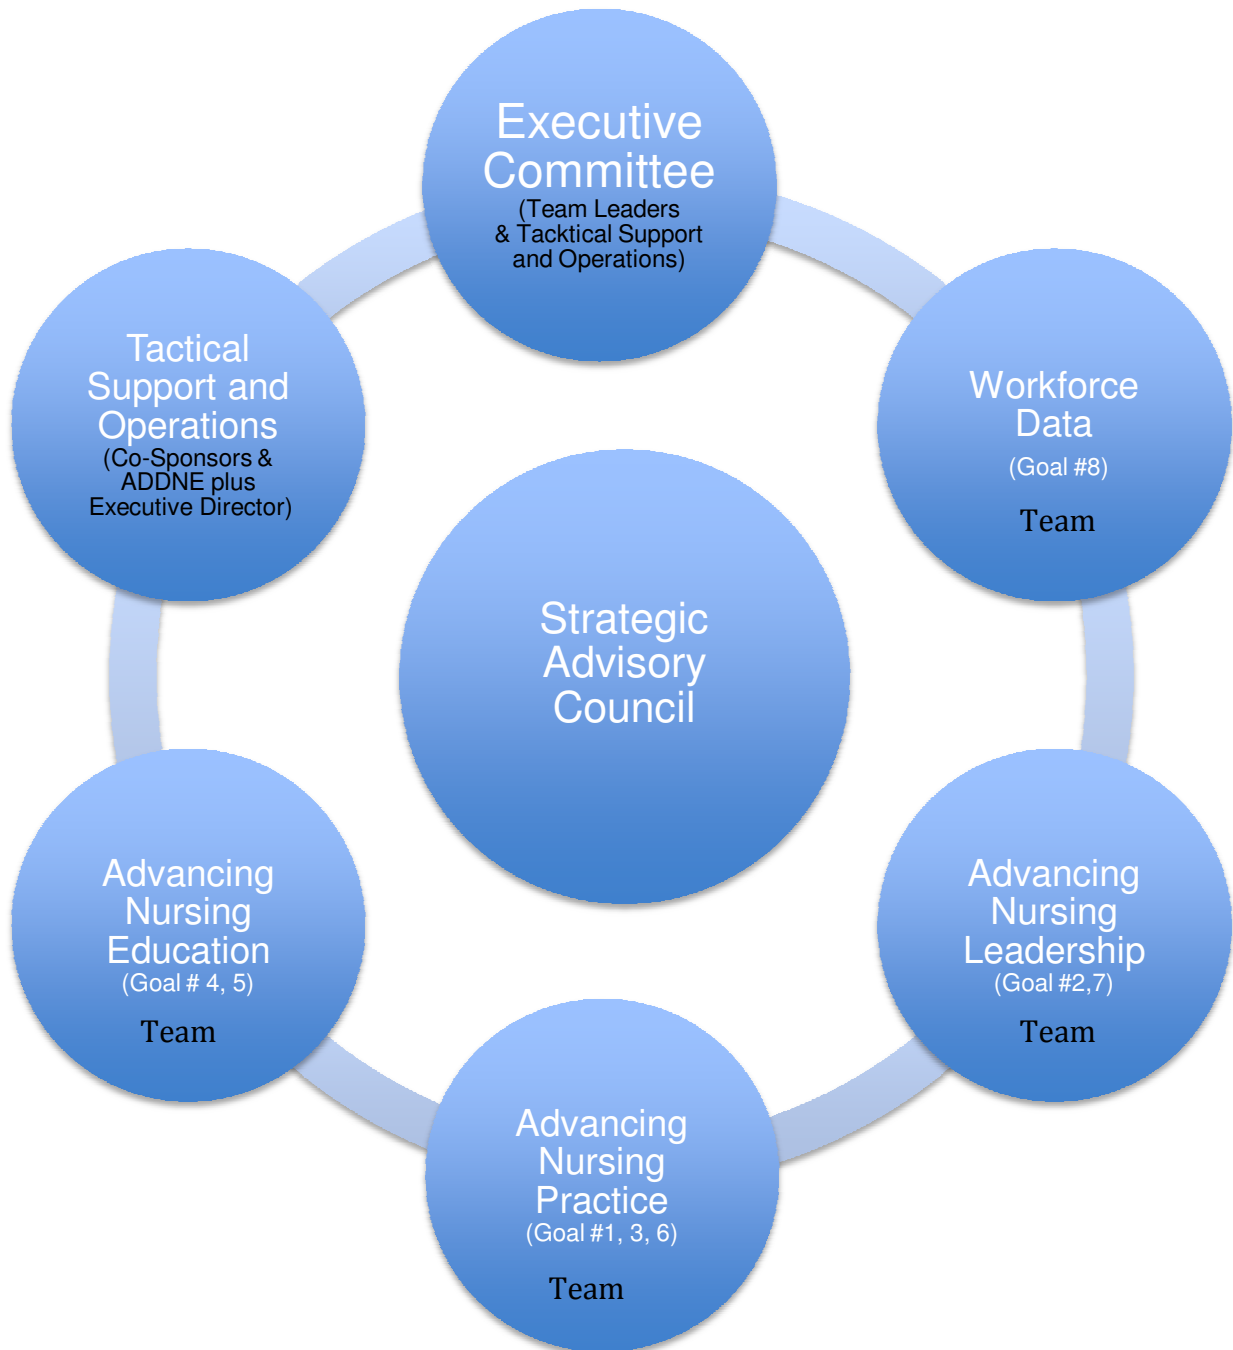 Executive
Committee
(Team Leaders
& Tacktical Support
and Operations)
Tactical
Support and
Operations
(Co-Sponsors &
ADDNE plus
Executive Director)
Workforce
Data
(Goal #8)
Team
Strategic
Advisory
Council
Advancing
Nursing
Education
(Goal # 4, 5)
Team
Advancing
Nursing
Leadership
(Goal #2,7)
Team
Advancing
Nursing
Practice
(Goal #1, 3, 6)
Team